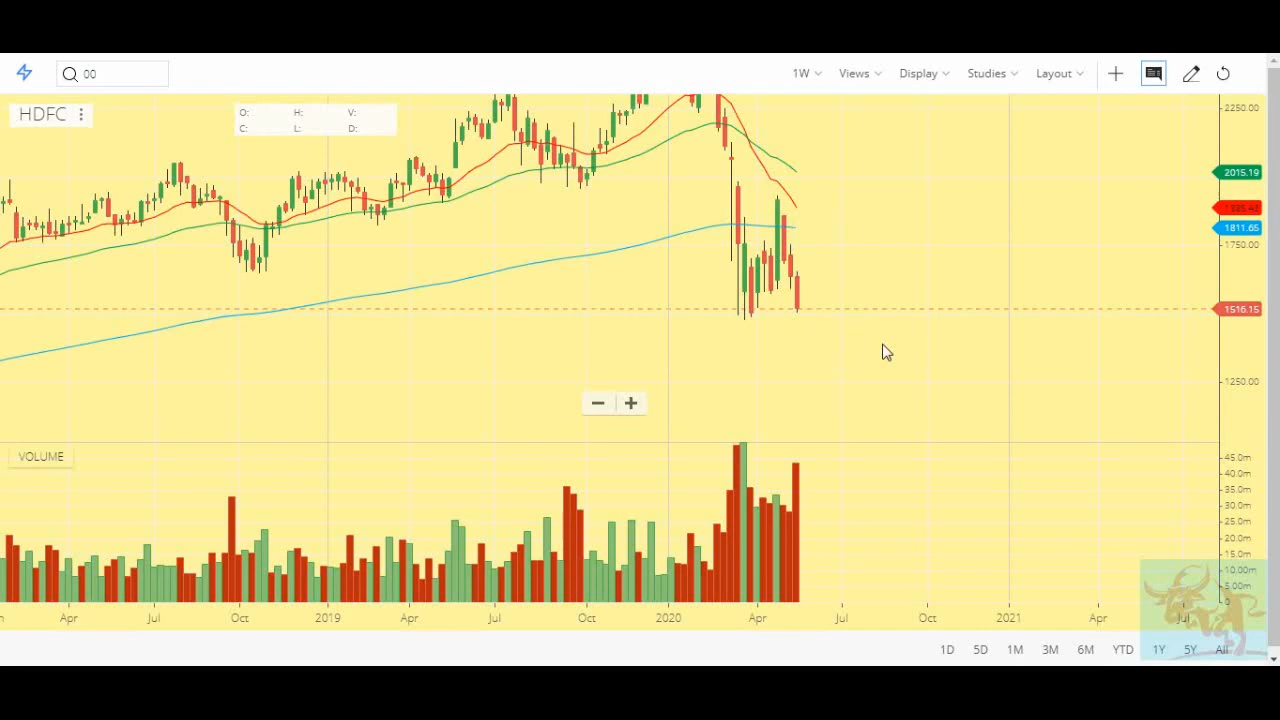 00
1W Views Display Studies Layout
HDFC
O: H: V:
C: L: D:
2250.00
2015.19
1811.65
1750.00
1516.15
1250.00
VOLUME
45.0m
40.0m
35.0m
30.0m
25.0m
20.0m
15.0m
10.00m
5.00m
0
Apr Jul Oct 2019 Apr Jul Oct 2020 Apr Jul Oct 2021 Apr Jul
1D 5D 1M 3M 6M YTD 1Y 5Y All